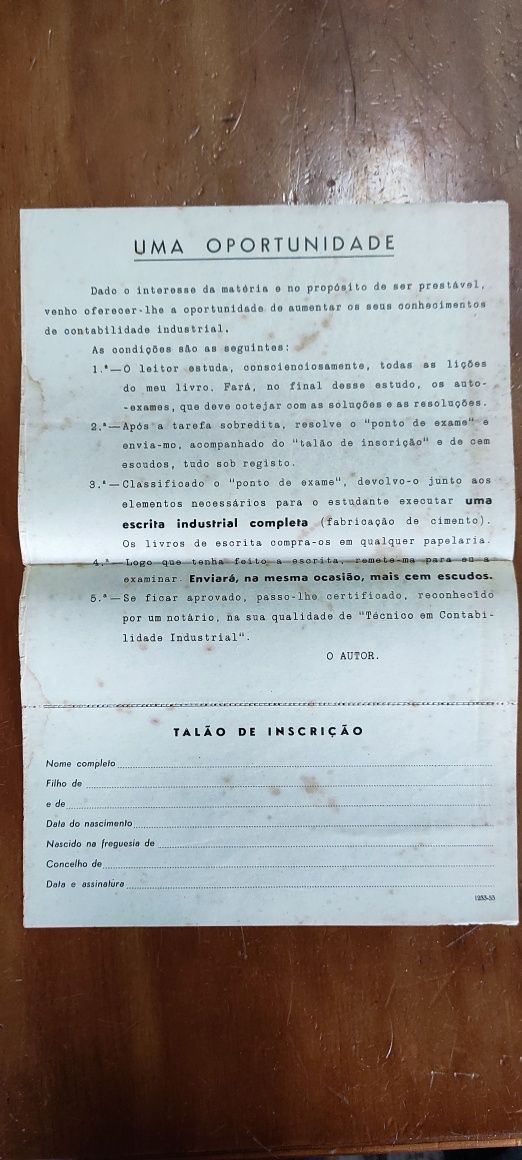 UMA OPORTUNIDADE
Dado o interesse da matéria e no propósito de ser prestável,
venho oferecer-lhe a oportunidade de aumentar os seus conhecimentos
de contabilidade industrial.
As condições são as seguintes:
1.ª—O leitor estuda, conscienciosamente, todas as lições
do meu livro. Fará, no final desse estudo, os auto-
-exames, que deve cotejar com as soluções e as resoluções.
2.ª—Após a tarefa sobredita, resolve o "ponto de exame" e
envia-mo, acompanhado do "talão de inscrição" e de cem
escudos, tudo sob registo.
3.ª—Classificado o "ponto de exame", devolvo-o junto aos
elementos necessários para o estudante executar uma
escrita industrial completa (fabricação de cimento).
Os livros de escrita compra-os em qualquer papelaria.
4.ª—Logo que tenha feito a escrita, remete-ma para eu a
examinar. Enviará, na mesma ocasião, mais cem escudos.
5.ª—Se ficar aprovado, passo-lhe certificado, reconhecido
por um notário, na sua qualidade de "Técnico em Contabi-
lidade Industrial".
O AUTOR.
TALÃO DE INSCRIÇÃO
Nome completo
Filho de
e de
Data do nascimento
Nascido na freguesia de
Concelho de
Data e assinatura
1255-55